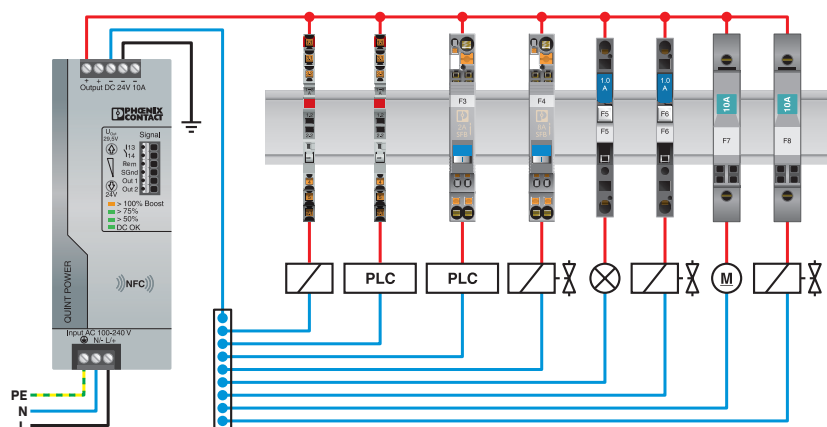 + + − − −
Output DC 24V 10A
PHOENIX
CONTACT
UOut
29,5V
24V
Signal
13
14
Rem
SGnd
Out 1
Out 2
> 100% Boost
> 75%
> 50%
DC OK
QUINT POWER
NFC
Input AC 100-240 V
N/- L/+
PE
N
L
F3
F4
1.0
A
F5
F5
1.0
A
F6
F6
10A
F7
10A
F8
PLC
PLC
M